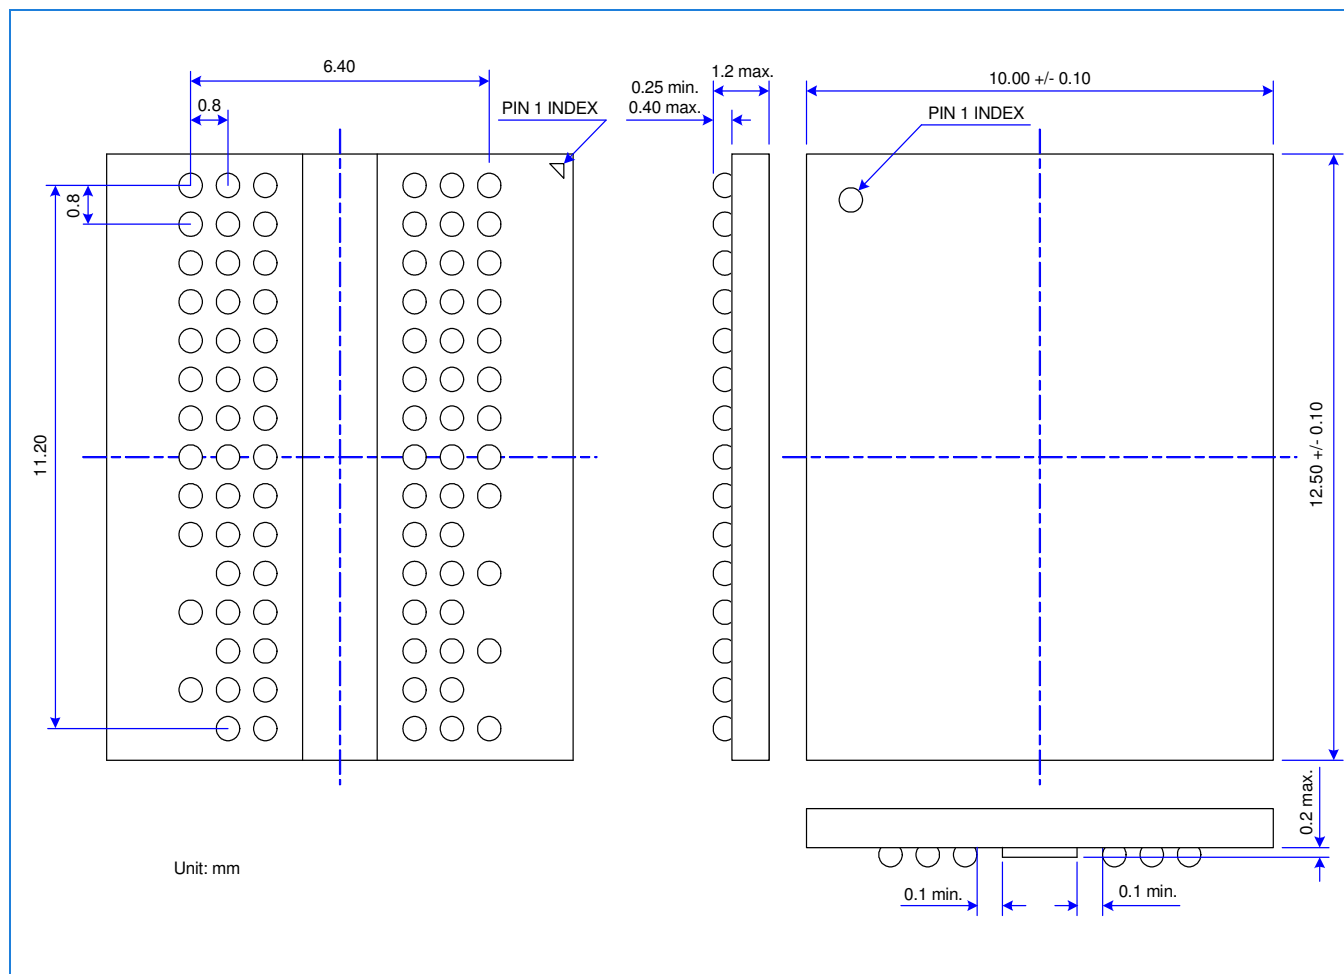 6.40
0.8
PIN 1 INDEX
0.8
11.20
Unit: mm
1.2 max.
0.25 min.
0.40 max.
10.00 +/- 0.10
PIN 1 INDEX
12.50 +/- 0.10
0.2 max.
0.1 min.
0.1 min.